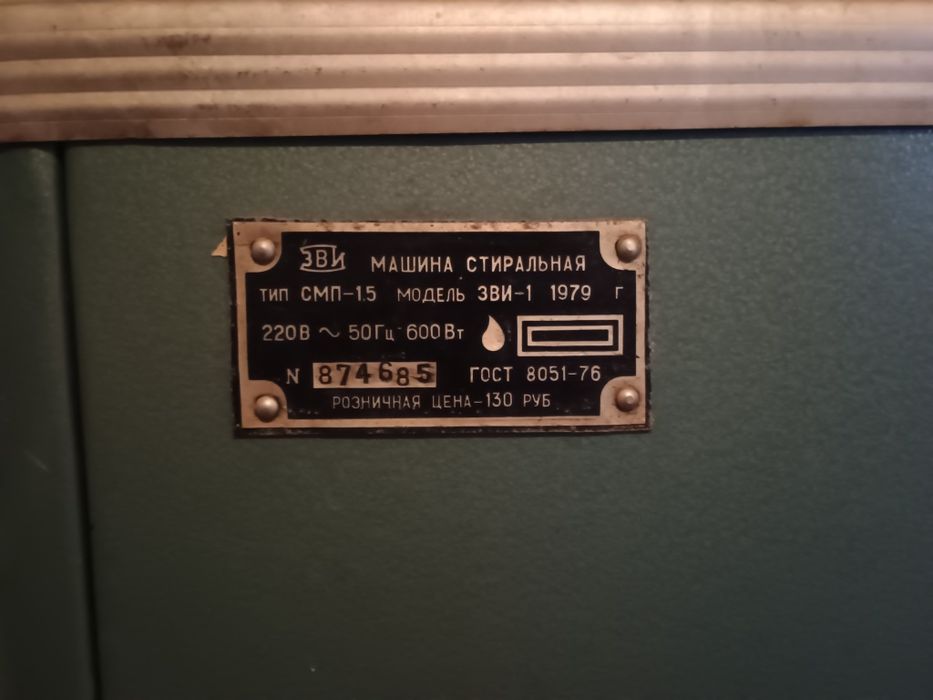 ЗВИ МАШИНА СТИРАЛЬНАЯ
ТИП СМП-1.5 МОДЕЛЬ ЗВИ-1 1979 Г
220В ~ 50Гц 600Вт
N 874685 ГОСТ 8051-76
РОЗНИЧНАЯ ЦЕНА-130 РУБ